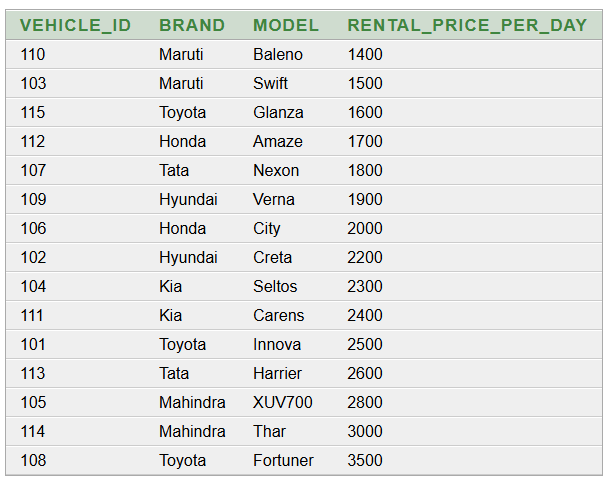 VEHICLE_ID BRAND MODEL RENTAL_PRICE_PER_DAY
110 Maruti Baleno 1400
103 Maruti Swift 1500
115 Toyota Glanza 1600
112 Honda Amaze 1700
107 Tata Nexon 1800
109 Hyundai Verna 1900
106 Honda City 2000
102 Hyundai Creta 2200
104 Kia Seltos 2300
111 Kia Carens 2400
101 Toyota Innova 2500
113 Tata Harrier 2600
105 Mahindra XUV700 2800
114 Mahindra Thar 3000
108 Toyota Fortuner 3500